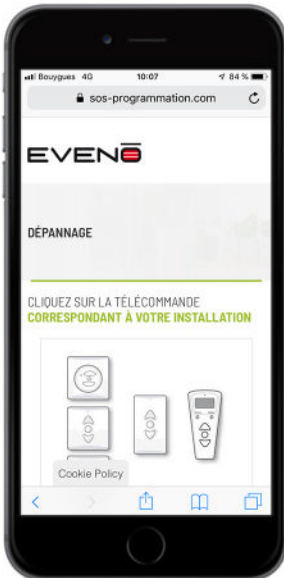 Bouygues 4G 10:07 84 %
sos-programmation.com
EVENO
DÉPANNAGE
CLIQUEZ SUR LA TÉLÉCOMMANDE
CORRESPONDANT À VOTRE INSTALLATION
Cookie Policy